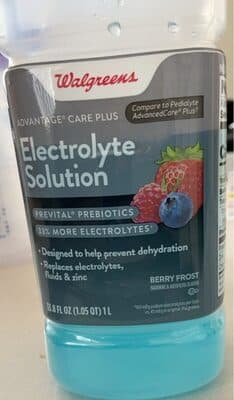 Walgreens
Compare to Pedialyte
AdvancedCare® Plus†
ADVANTAGE® CARE PLUS
Electrolyte
Solution
PREVITAL® PREBIOTICS
33% MORE ELECTROLYTES*
• Designed to help prevent dehydration
• Replaces electrolytes,
fluids & zinc
BERRY FROST
33.8 FL OZ (1.05 QT) 1 L